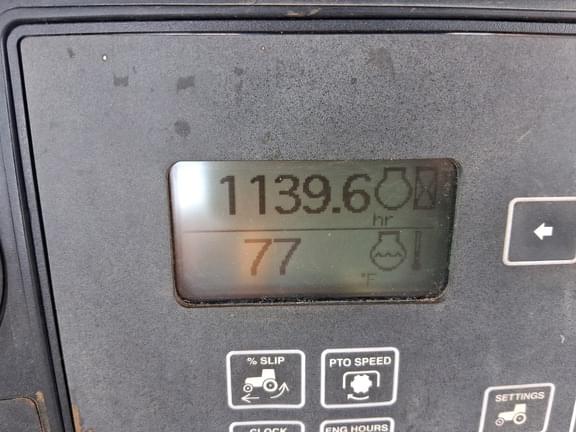 1139.6
hr
77
°F
% SLIP
PTO SPEED
SETTINGS
CLOCK
ENG HOURS